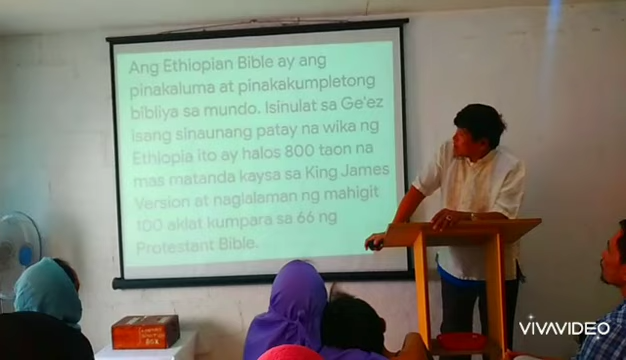 Ang Ethiopian Bible ay ang
pinakaluma at pinakakumpletong
bibliya sa mundo. Isinulat sa Ge'ez
isang sinaunang patay na wika ng
Ethiopia ito ay halos 800 taon na
mas matanda kaysa sa King James
Version at naglalaman ng mahigit
100 aklat kumpara sa 66 ng
Protestant Bible.
BOX
VIVAVIDEO